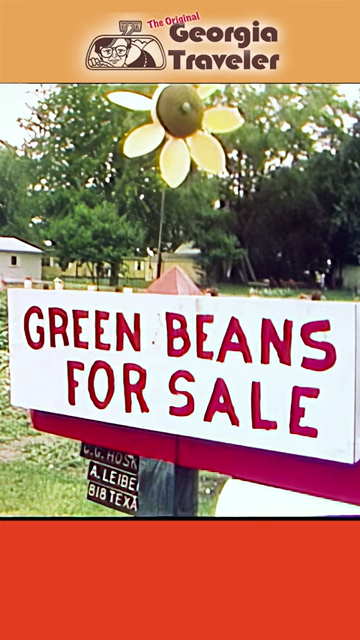 The Original
Georgia
Traveler
GREEN BEANS
FOR SALE
A. LEIBE
818 TEXA